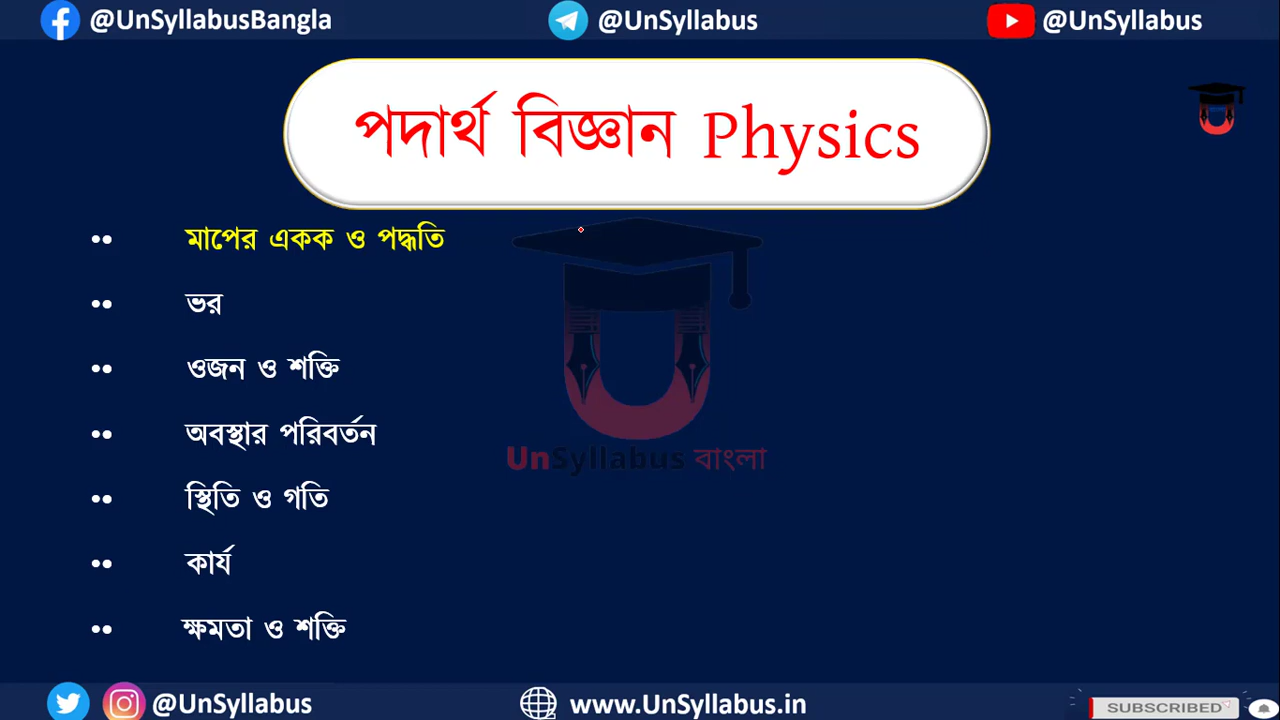 @UnSyllabusBangla @UnSyllabus @UnSyllabus
পদার্থ বিজ্ঞান Physics
•• মাপের একক ও পদ্ধতি
•• ভর
•• ওজন ও শক্তি
•• অবস্থার পরিবর্তন
•• স্থিতি ও গতি
•• কার্য
•• ক্ষমতা ও শক্তি
UnSyllabus বাংলা
@UnSyllabus www.UnSyllabus.in SUBSCRIBED